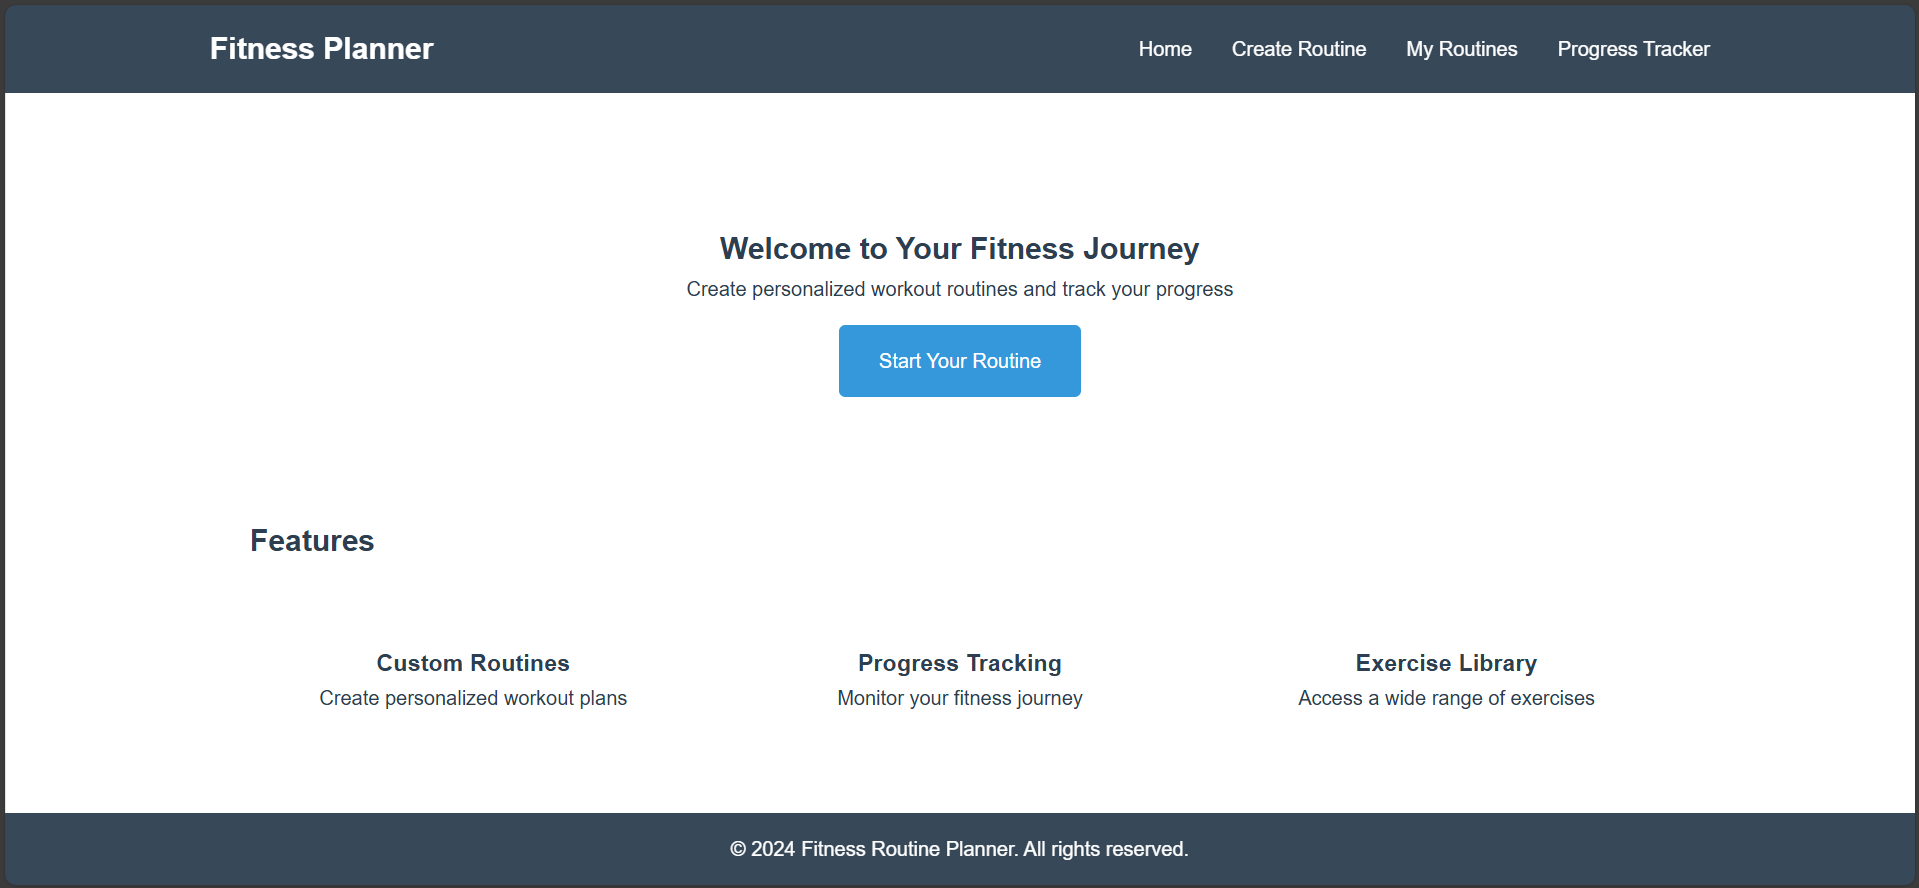 Fitness Planner
Home
Create Routine
My Routines
Progress Tracker
Welcome to Your Fitness Journey
Create personalized workout routines and track your progress
Start Your Routine
Features
Custom Routines
Create personalized workout plans
Progress Tracking
Monitor your fitness journey
Exercise Library
Access a wide range of exercises
© 2024 Fitness Routine Planner. All rights reserved.